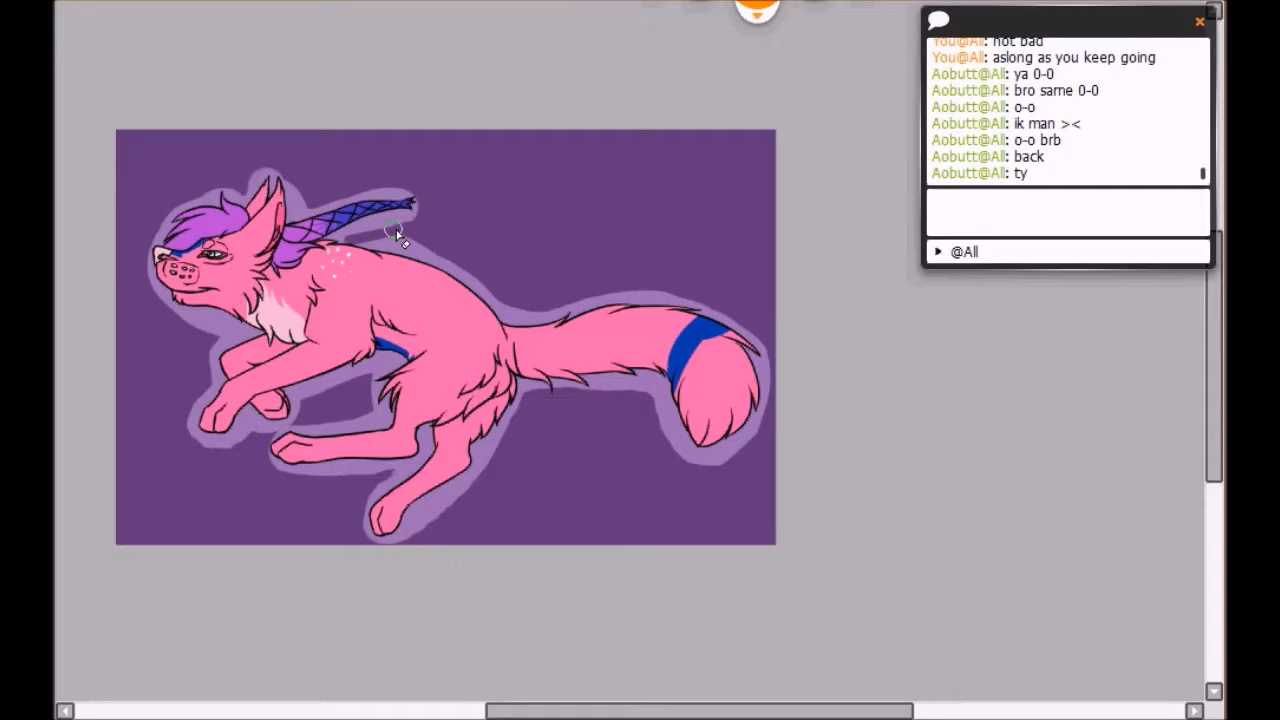 You@All: not bad
You@All: aslong as you keep going
Aobutt@All: ya 0-0
Aobutt@All: bro same 0-0
Aobutt@All: o-o
Aobutt@All: ik man ><
Aobutt@All: o-o brb
Aobutt@All: back
Aobutt@All: ty
@All